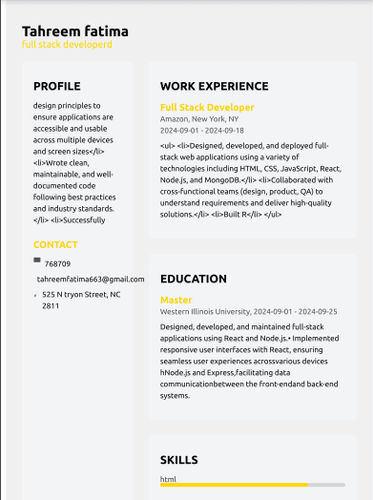 Tahreem fatima
full stack developerd
PROFILE
design principles to
ensure applications are
accessible and usable
across multiple devices
and screen sizes</li>
<li>Wrote clean,
maintainable, and well-
documented code
following best practices
and industry standards.
</li> <li>Successfully
CONTACT
768709
tahreemfatima663@gmail.com
525 N tryon Street, NC
2811
WORK EXPERIENCE
Full Stack Developer
Amazon, New York, NY
2024-09-01 - 2024-09-18
<ul> <li>Designed, developed, and deployed full-
stack web applications using a variety of
technologies including HTML, CSS, JavaScript, React,
Node.js, and MongoDB.</li> <li>Collaborated with
cross-functional teams (design, product, QA) to
understand requirements and deliver high-quality
solutions.</li> <li>Built R</li> </ul>
EDUCATION
Master
Western Illinois University, 2024-09-01 - 2024-09-25
Designed, developed, and maintained full-stack
applications using React and Node.js.• Implemented
responsive user interfaces with React, ensuring
seamless user experiences acrossvarious devices
hNode.js and Express,facilitating data
communicationbetween the front-endand back-end
systems.
SKILLS
html